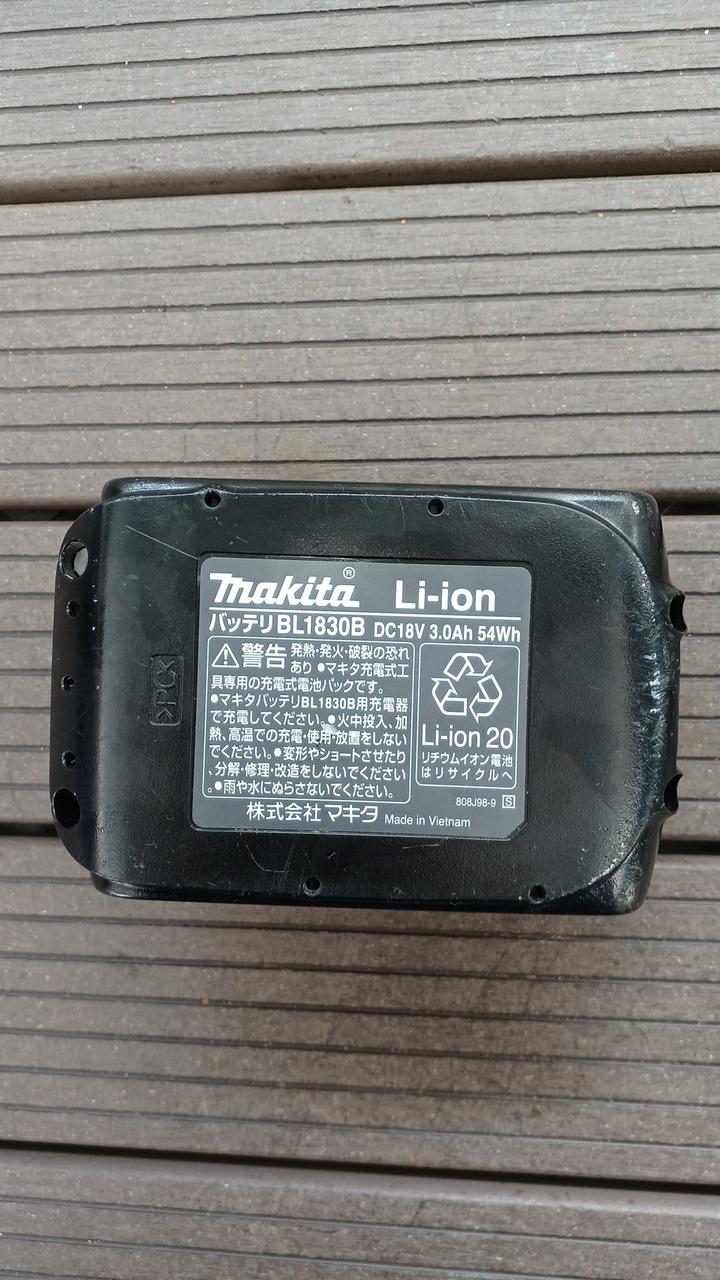 makita® Li-ion
バッテリ BL1830B DC18V 3.0Ah 54Wh
警告 発熱・発火・破裂の恐れ
あり ●マキタ充電式工
具専用の充電式電池パックです。
●マキタバッテリBL1830B用充電器
で充電してください。●火中投入、加
熱、高温での充電・使用・放置をしない
でください。●変形やショートさせたり
、分解・修理・改造をしないでください
。●雨や水にぬらさないでください。
Li-ion 20
リチウムイオン電池
はリサイクルへ
808J98-9 S
株式会社 マキタ Made in Vietnam
>PC<